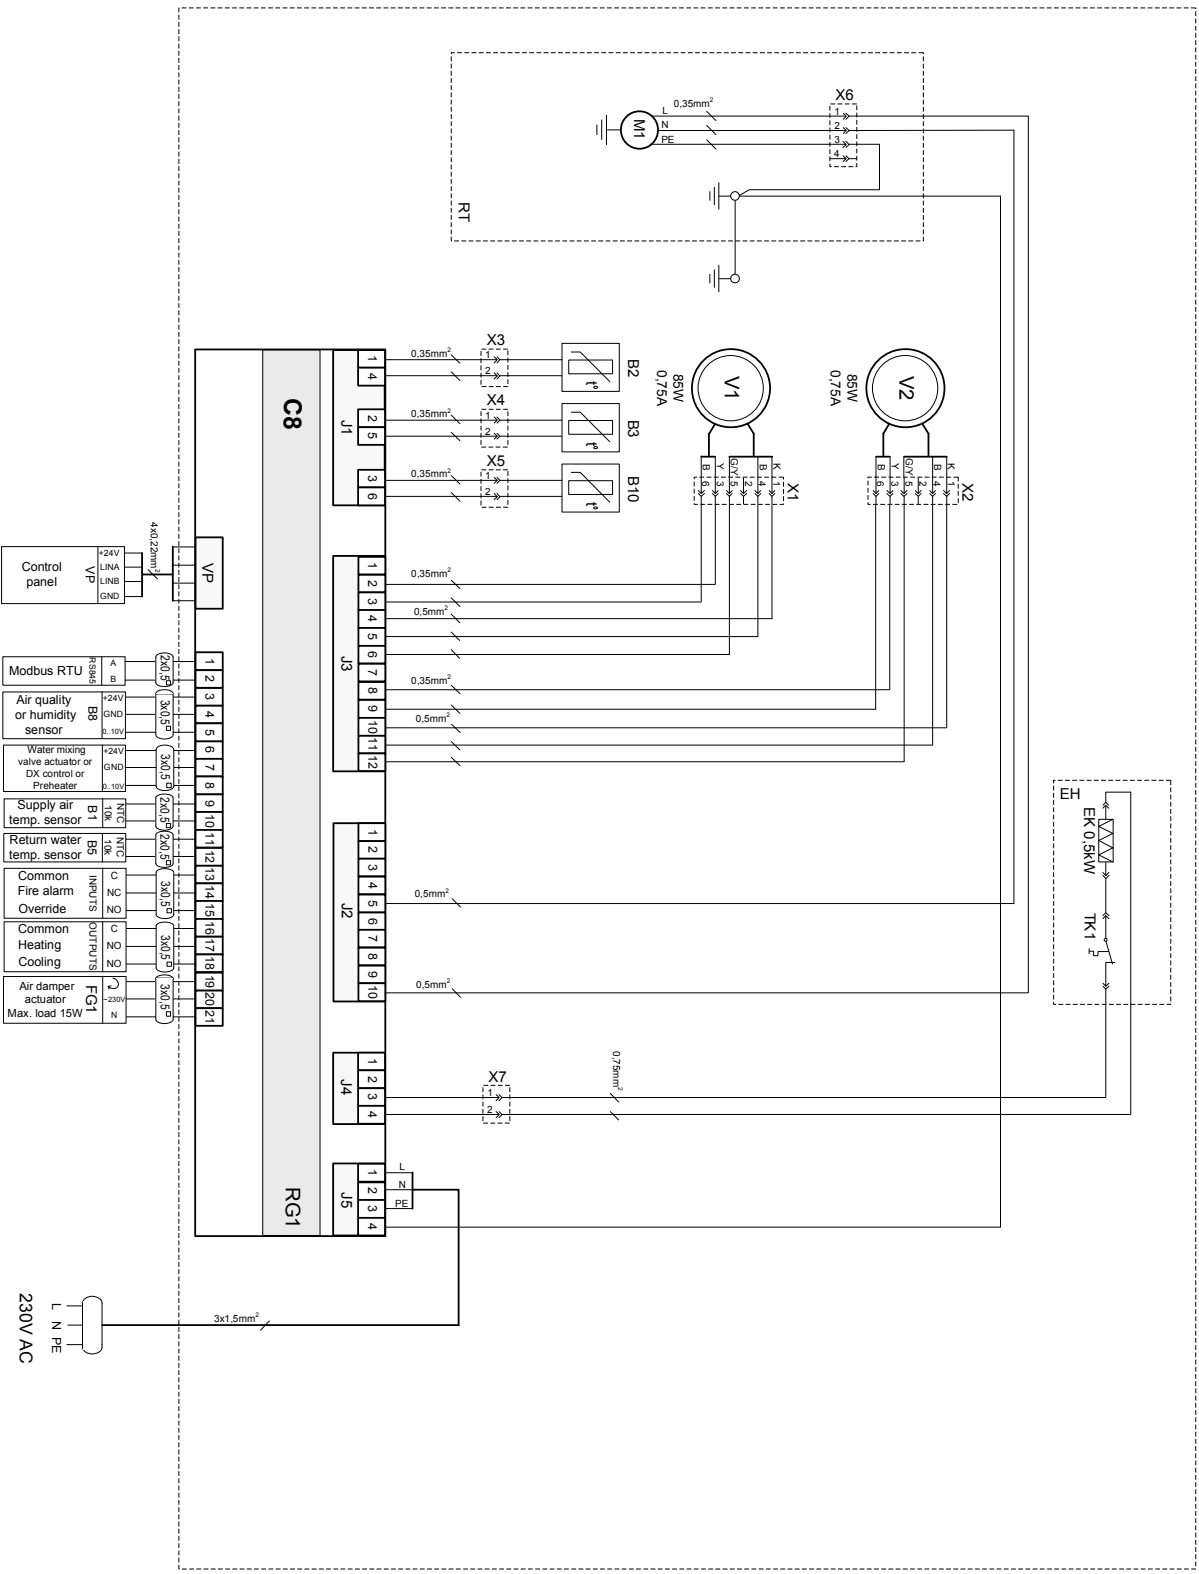 X6
L
0,35mm²
N
PE
M1
1
2
3
4
RT
X3
0,35mm²
1
2
B2
t°
X4
0,35mm²
1
2
B3
t°
X5
0,35mm²
1
2
B10
t°
V1
85W
0,75A
B
Y
G/Y
B
K
6
3
5
2
4
1
X1
V2
85W
0,75A
B
Y
G/Y
B
K
6
3
5
2
4
1
X2
C8
RG1
J1
1
4
2
5
3
6
J3
1
2
3
4
5
6
7
8
9
10
11
12
0,35mm²
0,5mm²
0,35mm²
0,5mm²
J2
1
2
3
4
5
6
7
8
9
10
0,5mm²
0,5mm²
EH
EK 0,5kW
TK1
J4
1
2
3
4
X7
1
2
0,75mm²
J5
1
2
3
4
L
N
PE
3x1,5mm²
L N PE
230V AC
VP
4x0,22mm²
Control
panel
VP
+24V
LINA
LINB
GND
Modbus RTU
RS845
A
B
2x0,5
1
2
Air quality
or humidity
sensor
B8
+24V
GND
0..10V
3x0,5
3
4
5
Water mixing
valve actuator or
DX control or
Preheater
+24V
GND
0..10V
3x0,5
6
7
8
Supply air
temp. sensor
B1
NTC
10k
2x0,5
9
10
Return water
temp. sensor
B5
NTC
10k
2x0,5
11
12
Common
Fire alarm
Override
INPUTS
C
NC
NO
3x0,5
13
14
15
Common
Heating
Cooling
OUTPUTS
C
NO
NO
3x0,5
16
17
18
Air damper
actuator
Max. load 15W
FG1
~230V
N
3x0,5
19
20
21